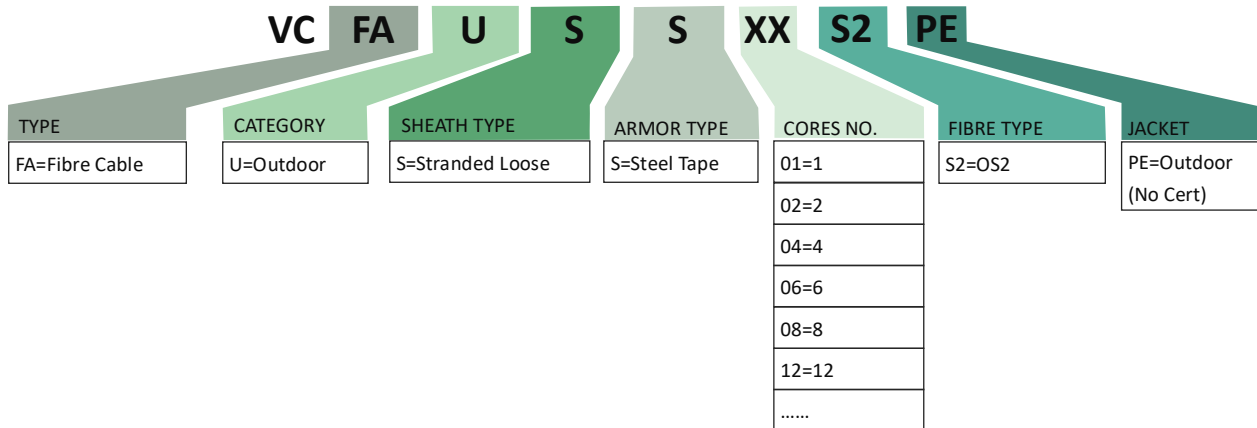 VC FA U S S XX S2 PE
TYPE CATEGORY SHEATH TYPE ARMOR TYPE CORES NO. FIBRE TYPE JACKET
FA=Fibre Cable U=Outdoor S=Stranded Loose S=Steel Tape 01=1 S2=OS2 PE=Outdoor
(No Cert)
02=2
04=4
06=6
08=8
12=12
......